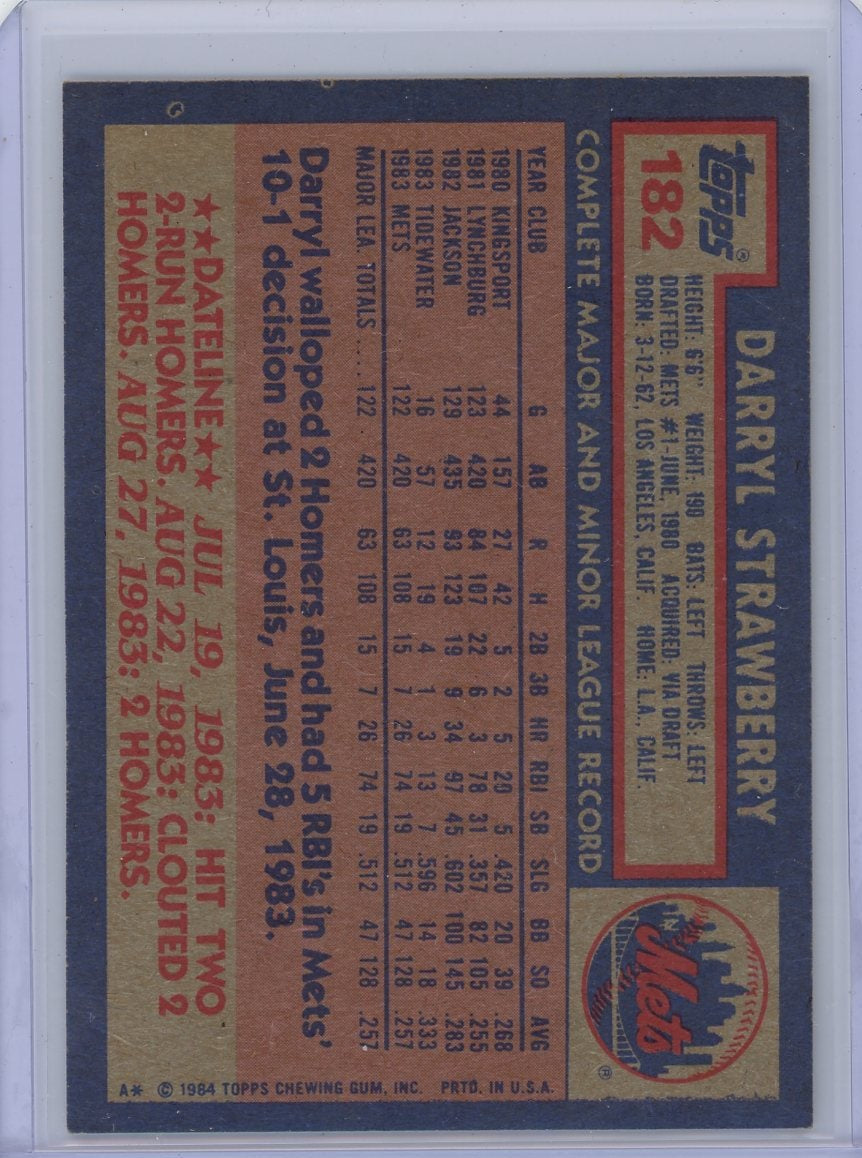 topps®
182
DARRYL STRAWBERRY
HEIGHT: 6'6" WEIGHT: 190 BATS: LEFT THROWS: LEFT
DRAFTED: METS #1-JUNE, 1980 ACQUIRED: VIA DRAFT
BORN: 3-12-62, LOS ANGELES, CALIF. HOME: L.A., CALIF.
Mets
®
COMPLETE MAJOR AND MINOR LEAGUE RECORD
YEAR CLUB G AB R H 2B 3B HR RBI SB SLG BB SO AVG
1980 KINGSPORT 44 157 27 42 5 2 5 20 5 .420 20 39 .268
1981 LYNCHBURG 123 420 84 107 22 6 3 78 31 .357 82 105 .255
1982 JACKSON 129 435 93 123 19 9 34 97 45 .602 100 145 .283
1983 TIDEWATER 16 57 12 19 4 1 3 13 7 .596 14 18 .333
1983 METS 122 420 63 108 15 7 26 74 19 .512 47 128 .257
MAJOR LEA. TOTALS .... 122 420 63 108 15 7 26 74 19 .512 47 128 .257
Darryl walloped 2 Homers and had 5 RBI's in Mets'
10-1 decision at St. Louis, June 28, 1983.
★★DATELINE★★ JUL 19, 1983: HIT TWO
2-RUN HOMERS. AUG 22, 1983: CLOUTED 2
HOMERS. AUG 27, 1983: 2 HOMERS.
A* © 1984 TOPPS CHEWING GUM, INC. PRTD. IN U.S.A.